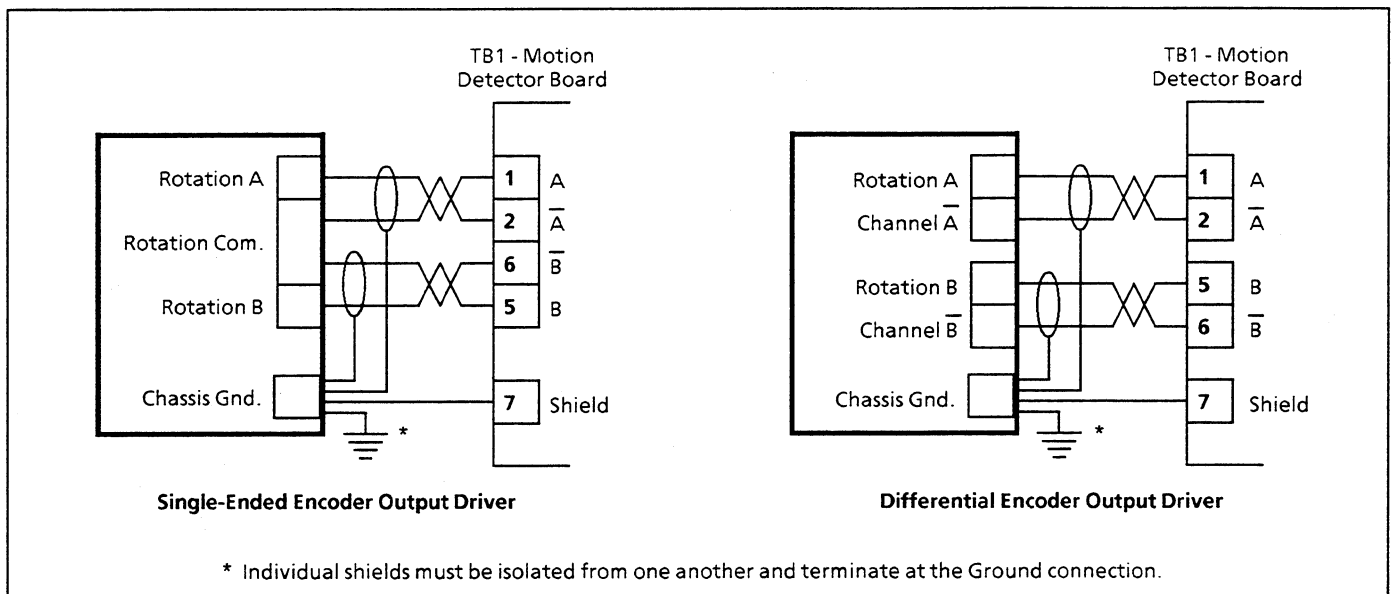 TB1 - Motion
Detector Board
Rotation A
Rotation Com.
Rotation B
Chassis Gnd.
1 A
2 A̅
6 B̅
5 B
7 Shield
*
Single-Ended Encoder Output Driver
TB1 - Motion
Detector Board
Rotation A
Channel A̅
Rotation B
Channel B̅
Chassis Gnd.
1 A
2 A̅
5 B
6 B̅
7 Shield
*
Differential Encoder Output Driver
* Individual shields must be isolated from one another and terminate at the Ground connection.